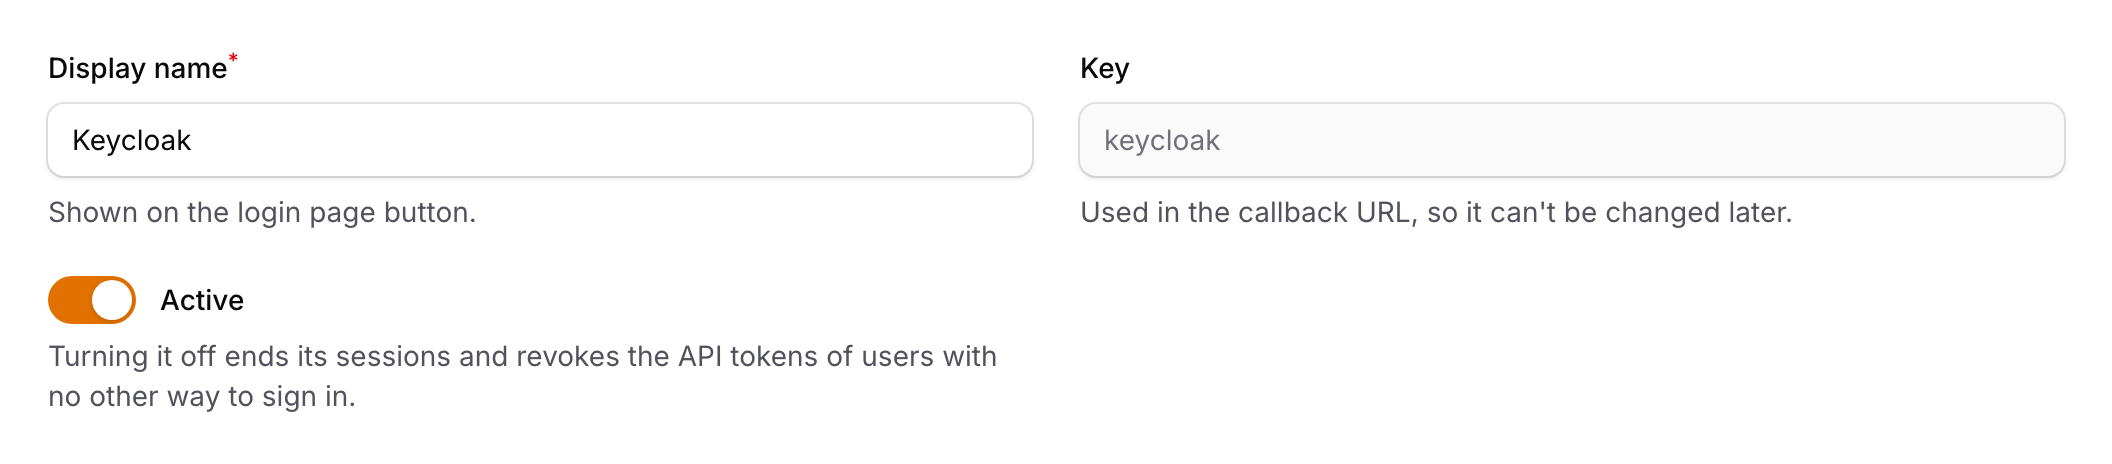 Display name*
Key
Keycloak
keycloak
Shown on the login page button.
Used in the callback URL, so it can't be changed later.
Active
Turning it off ends its sessions and revokes the API tokens of users with
no other way to sign in.